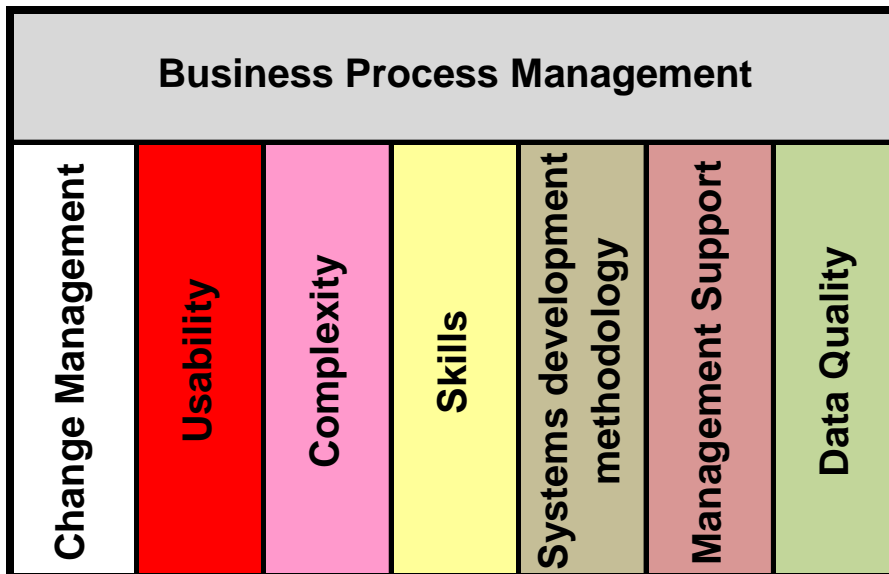 Business Process Management
Change Management
Usability
Complexity
Skills
Systems development
methodology
Management Support
Data Quality